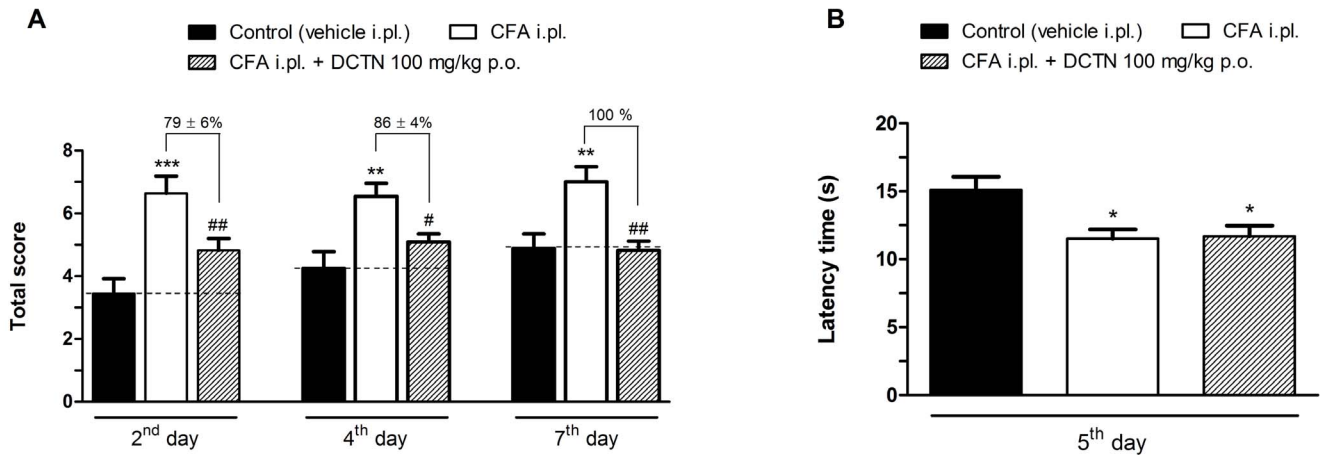 A
Control (vehicle i.pl.) CFA i.pl.
CFA i.pl. + DCTN 100 mg/kg p.o.
79 ± 6% 86 ± 4% 100 %
*** ** **
## # ##
Total score
8
6
4
2
0
2nd day 4th day 7th day
B
Control (vehicle i.pl.) CFA i.pl.
CFA i.pl. + DCTN 100 mg/kg p.o.
Latency time (s)
20
15
10
5
0
* *
5th day